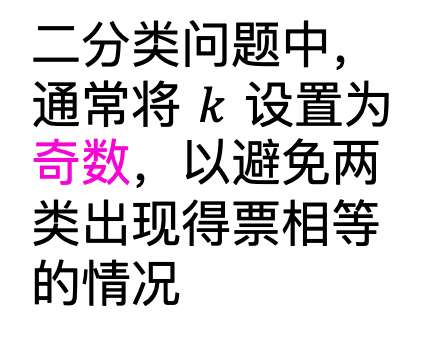 二分类问题中，
通常将 k 设置为
奇数，以避免两
类出现得票相等
的情况